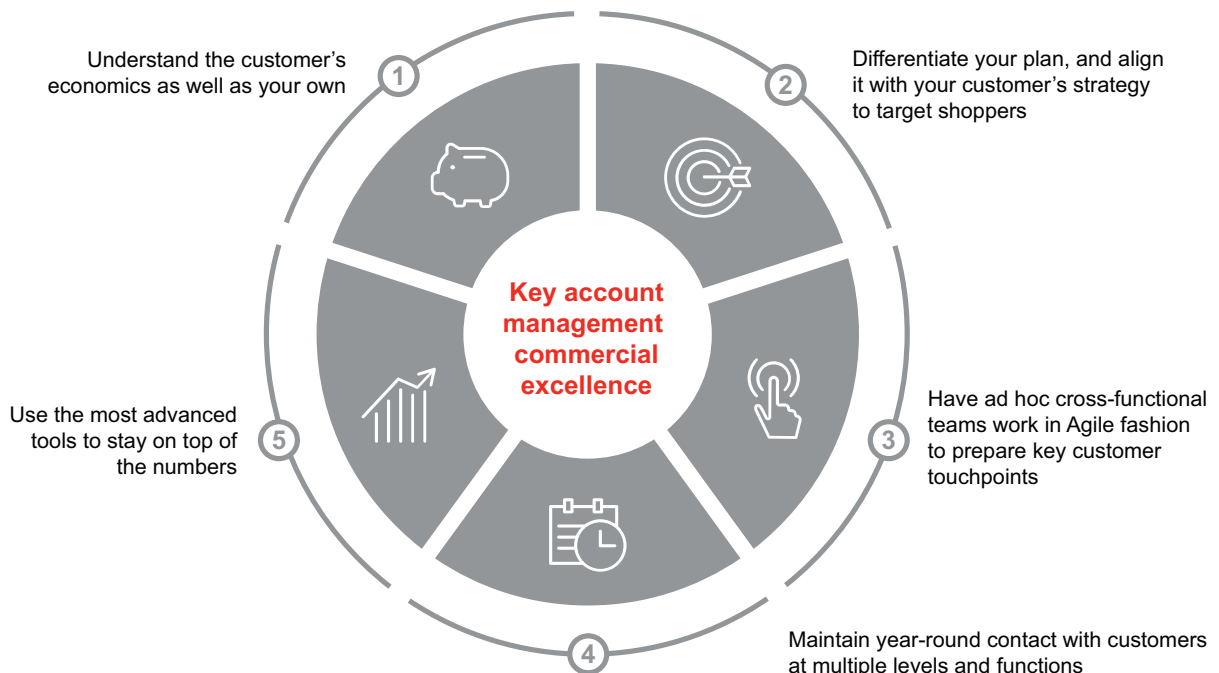 Understand the customer's
economics as well as your own
1
2
Differentiate your plan, and align
it with your customer's strategy
to target shoppers
Key account
management
commercial
excellence
Use the most advanced
tools to stay on top of
the numbers
5
3
Have ad hoc cross-functional
teams work in Agile fashion
to prepare key customer
touchpoints
4
Maintain year-round contact with customers
at multiple levels and functions